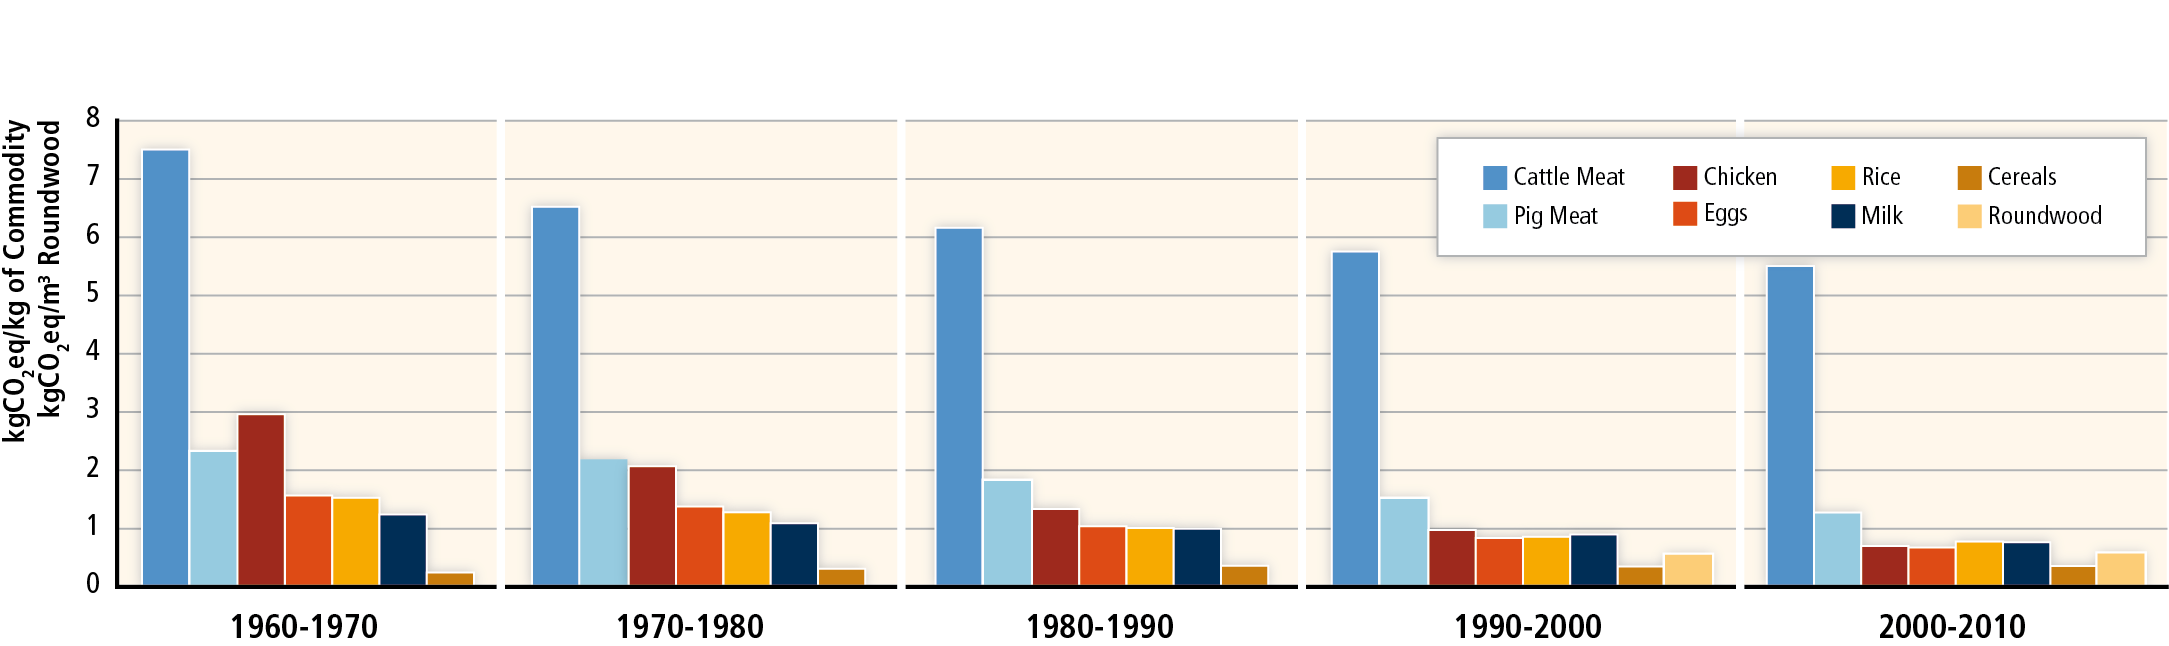 kgCO2eq/kg of Commodity
kgCO2eq/m³ Roundwood
8
7
6
5
4
3
2
1
0
Cattle Meat
Chicken
Rice
Cereals
Pig Meat
Eggs
Milk
Roundwood
1960-1970
1970-1980
1980-1990
1990-2000
2000-2010